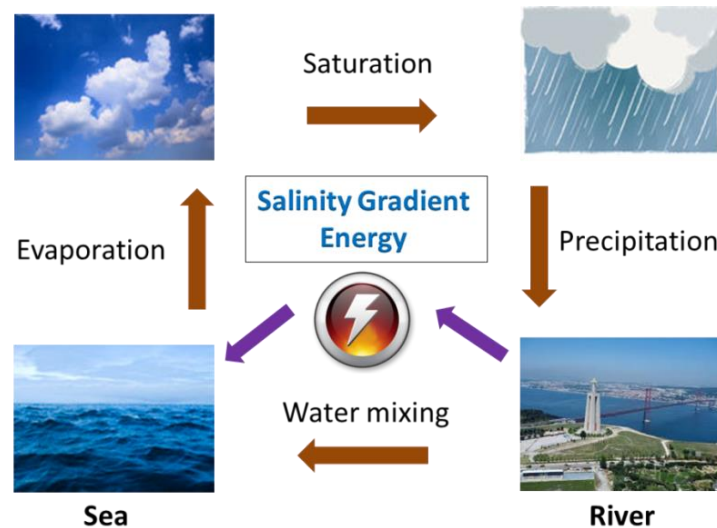 Saturation
Salinity Gradient
Energy
Evaporation
Precipitation
Water mixing
Sea
River